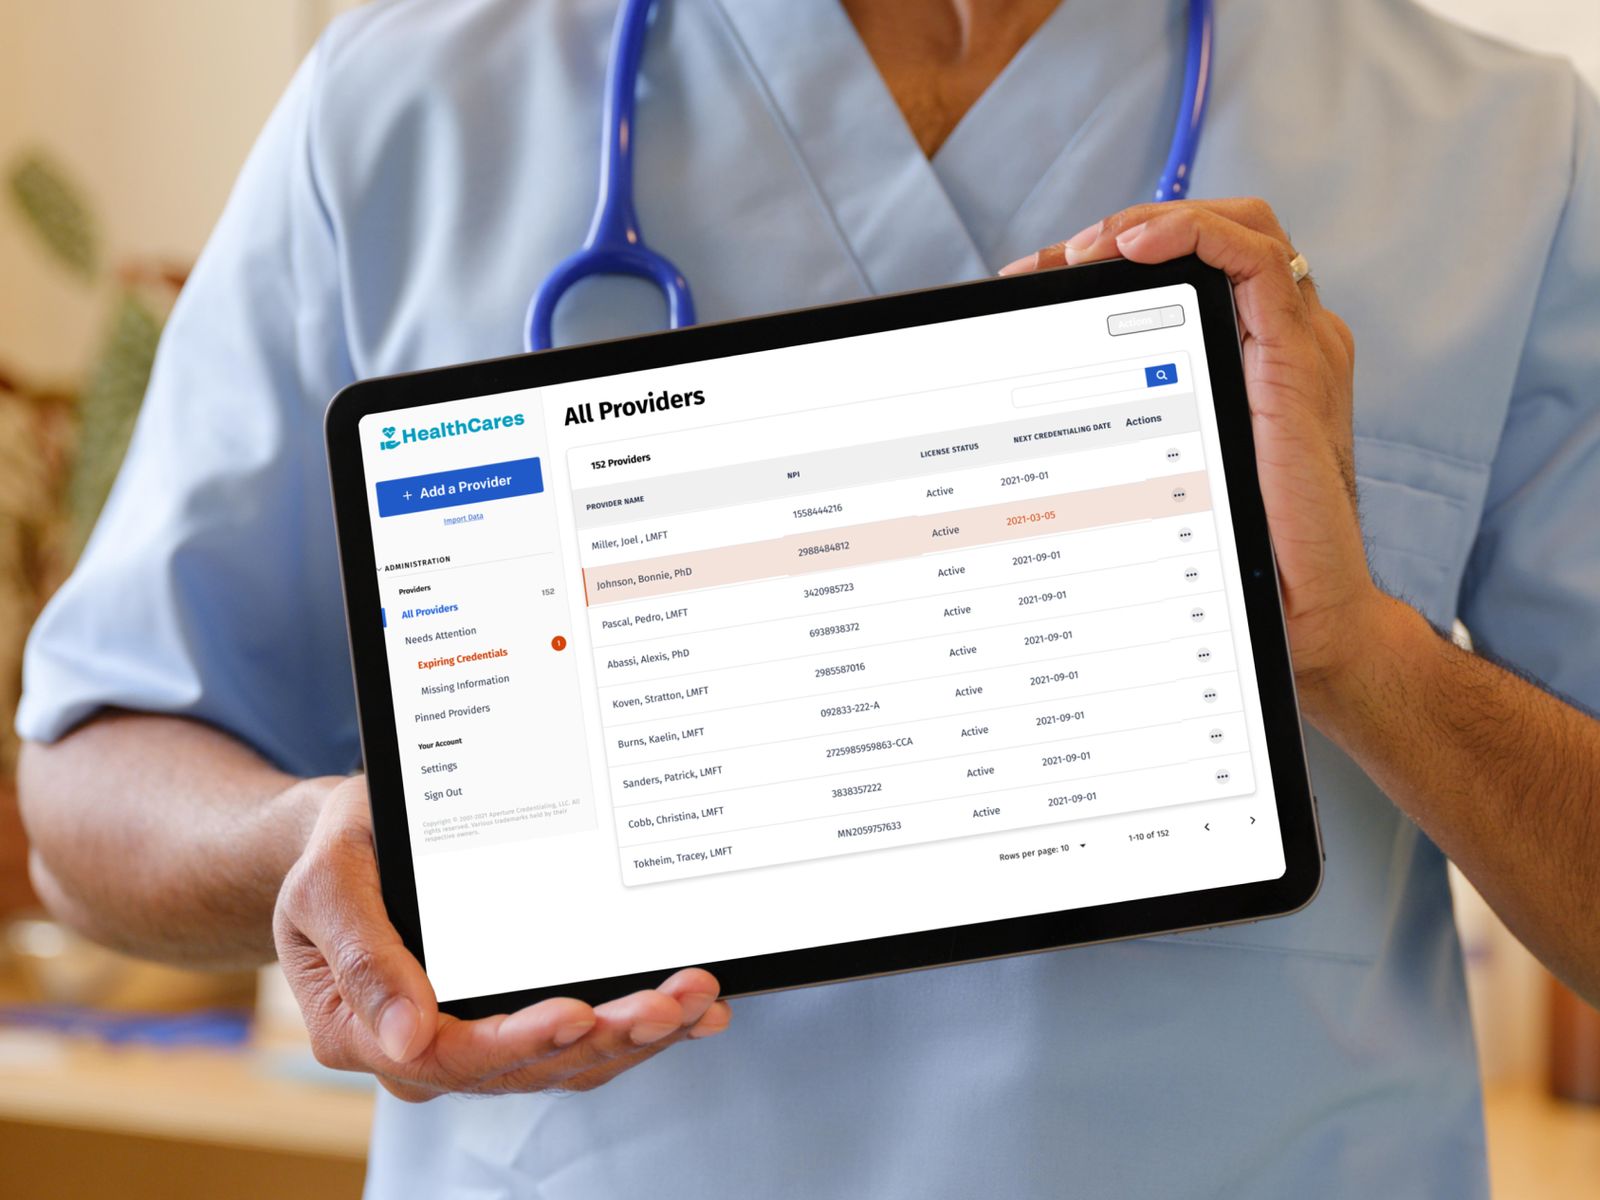 HealthCares
+ Add a Provider
Import Data
ADMINISTRATION
Providers
All Providers 152
Needs Attention
Expiring Credentials 1
Missing Information
Pinned Providers
Your Account
Settings
Sign Out
Copyright © 2001-2021 Aperture Credentialing, LLC. All
rights reserved. Various trademarks held by their
respective owners.
Actions
All Providers
152 Providers
PROVIDER NAME NPI LICENSE STATUS NEXT CREDENTIALING DATE Actions
Miller, Joel , LMFT 1558444216 Active 2021-09-01
Johnson, Bonnie, PhD 2988484812 Active 2021-03-05
Pascal, Pedro, LMFT 3420985723 Active 2021-09-01
Abassi, Alexis, PhD 6938938372 Active 2021-09-01
Koven, Stratton, LMFT 2985587016 Active 2021-09-01
Burns, Kaelin, LMFT 092833-222-A Active 2021-09-01
Sanders, Patrick, LMFT 2725985959863-CCA Active 2021-09-01
Cobb, Christina, LMFT 3838357222 Active 2021-09-01
Tokheim, Tracey, LMFT MN2059757633 Active 2021-09-01
Rows per page: 10 1-10 of 152